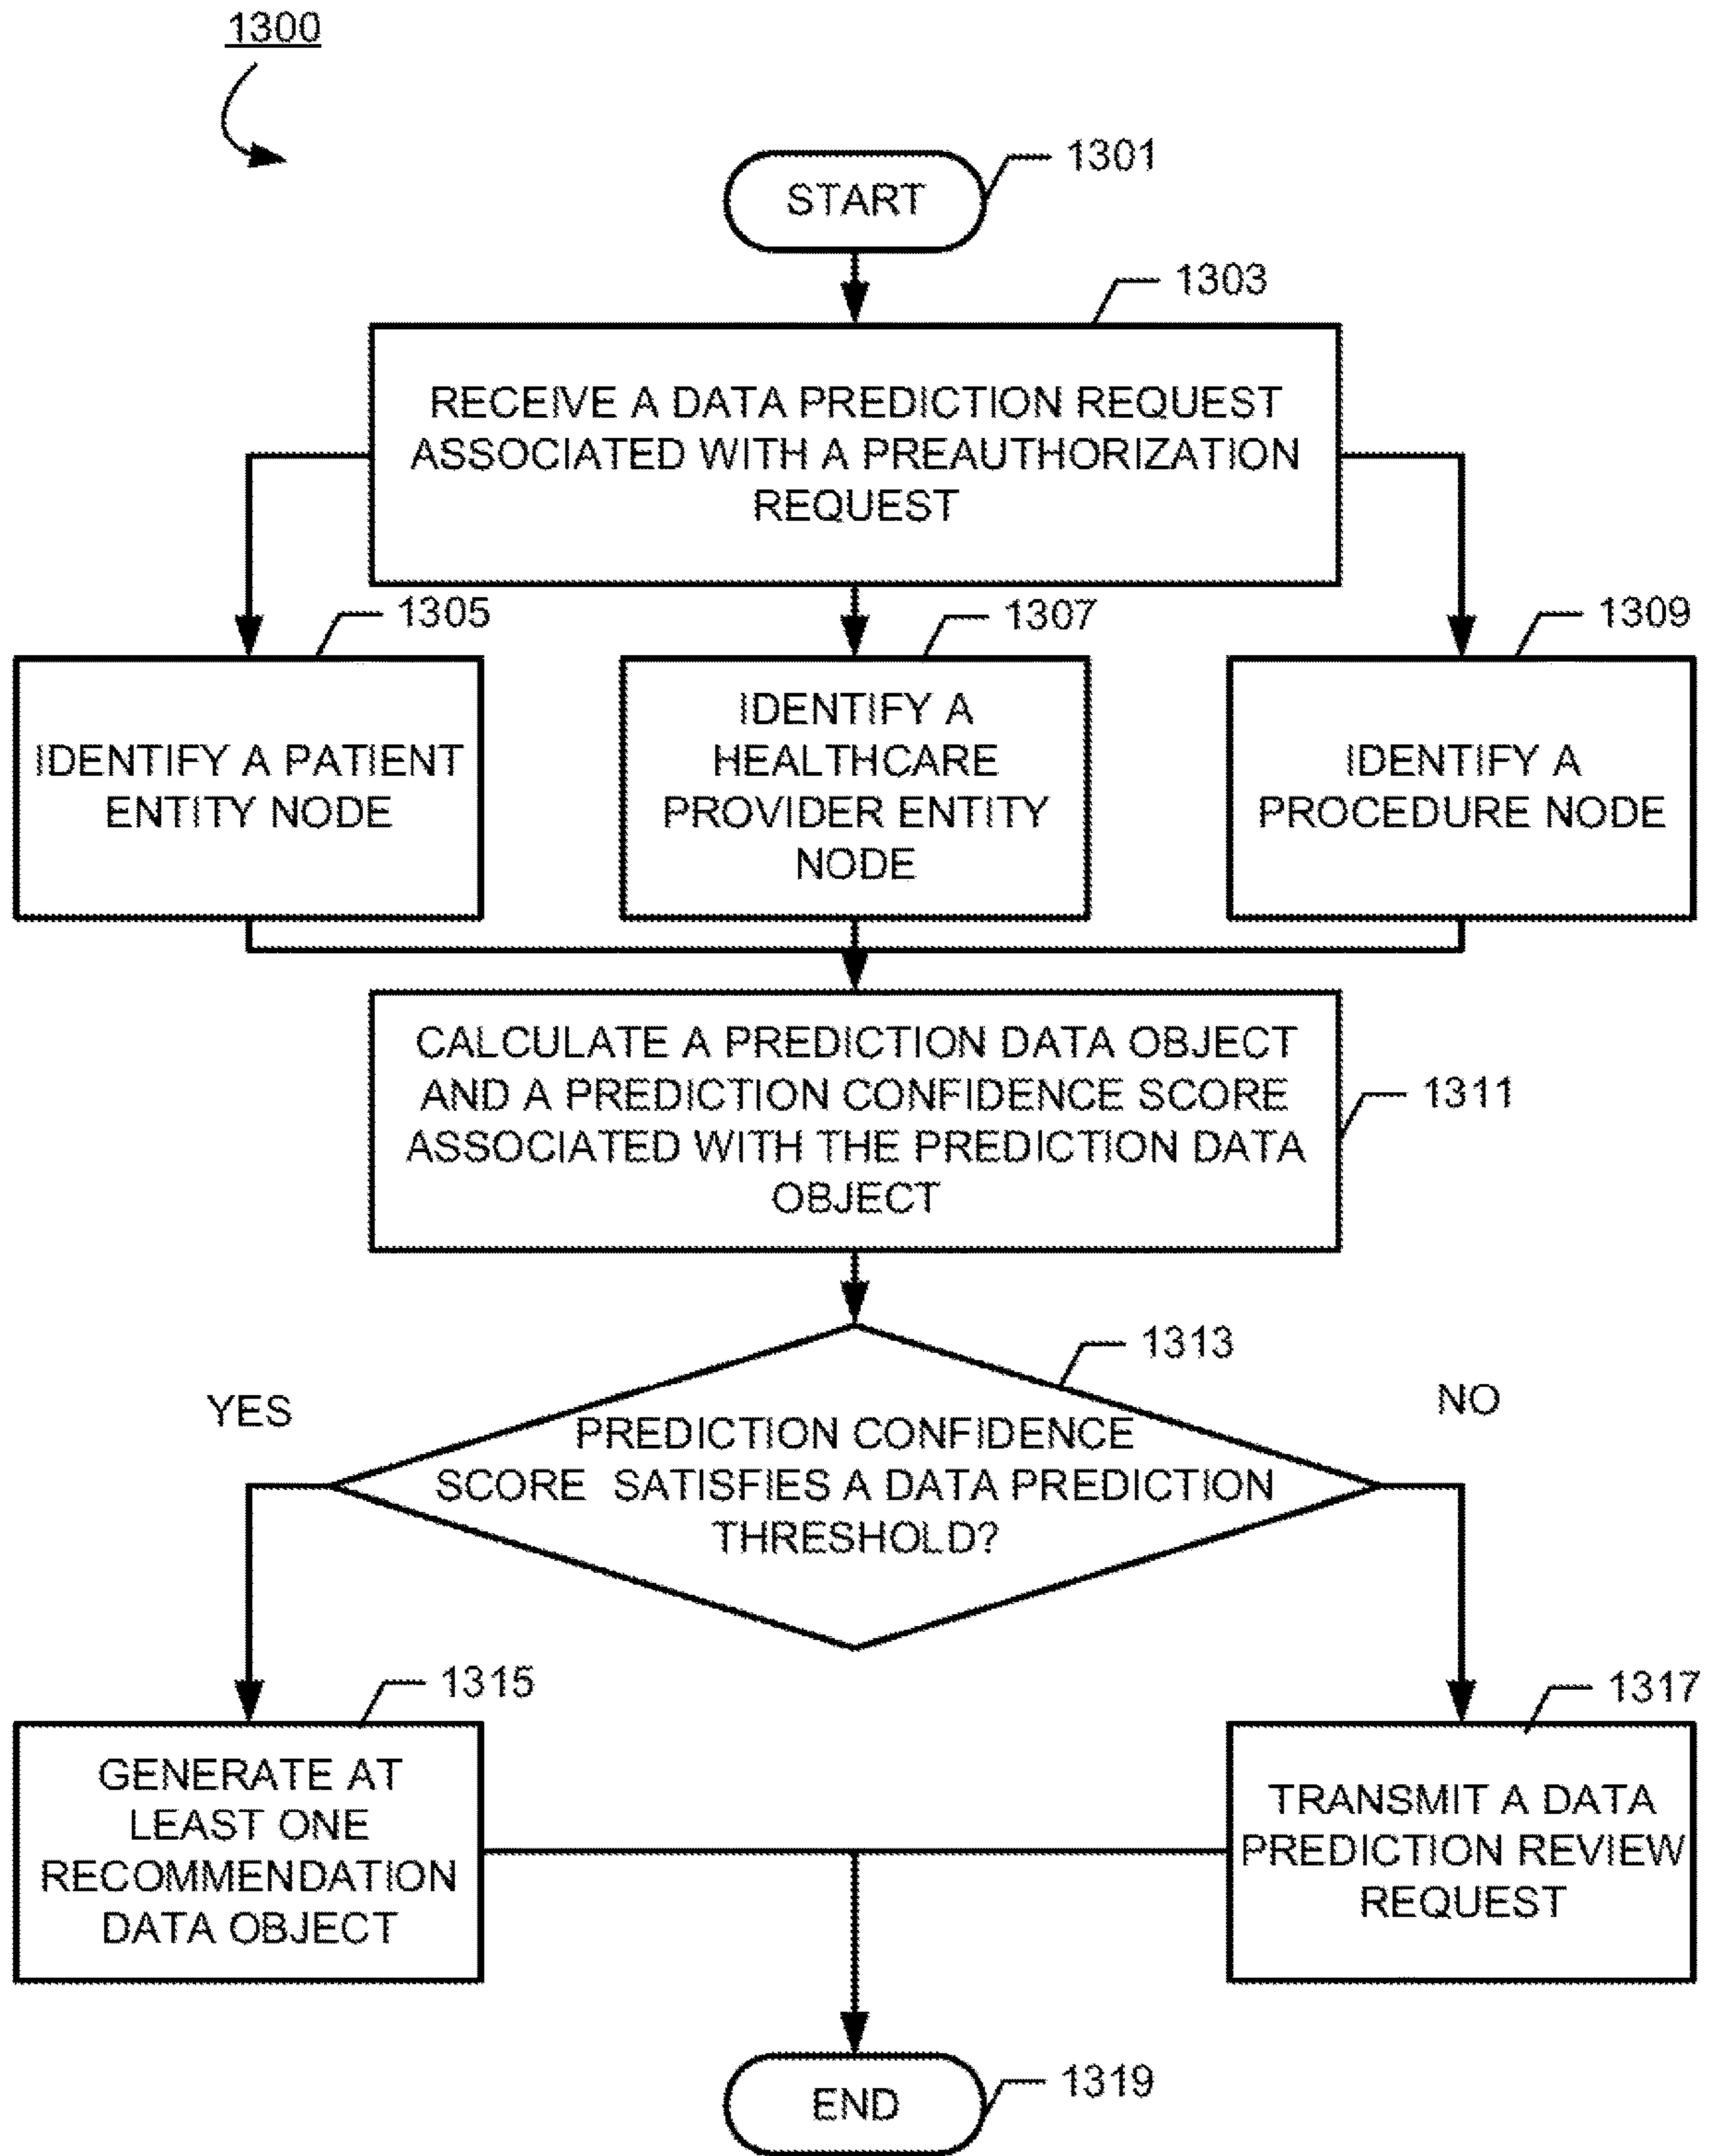 1300
1301
START
1303
RECEIVE A DATA PREDICTION REQUEST
ASSOCIATED WITH A PREAUTHORIZATION
REQUEST
1305
1307
1309
IDENTIFY A PATIENT
ENTITY NODE
IDENTIFY A
HEALTHCARE
PROVIDER ENTITY
NODE
IDENTIFY A
PROCEDURE NODE
CALCULATE A PREDICTION DATA OBJECT
AND A PREDICTION CONFIDENCE SCORE
ASSOCIATED WITH THE PREDICTION DATA
OBJECT
1311
1313
YES
NO
PREDICTION CONFIDENCE
SCORE SATISFIES A DATA PREDICTION
THRESHOLD?
1315
1317
GENERATE AT
LEAST ONE
RECOMMENDATION
DATA OBJECT
TRANSMIT A DATA
PREDICTION REVIEW
REQUEST
END
1319